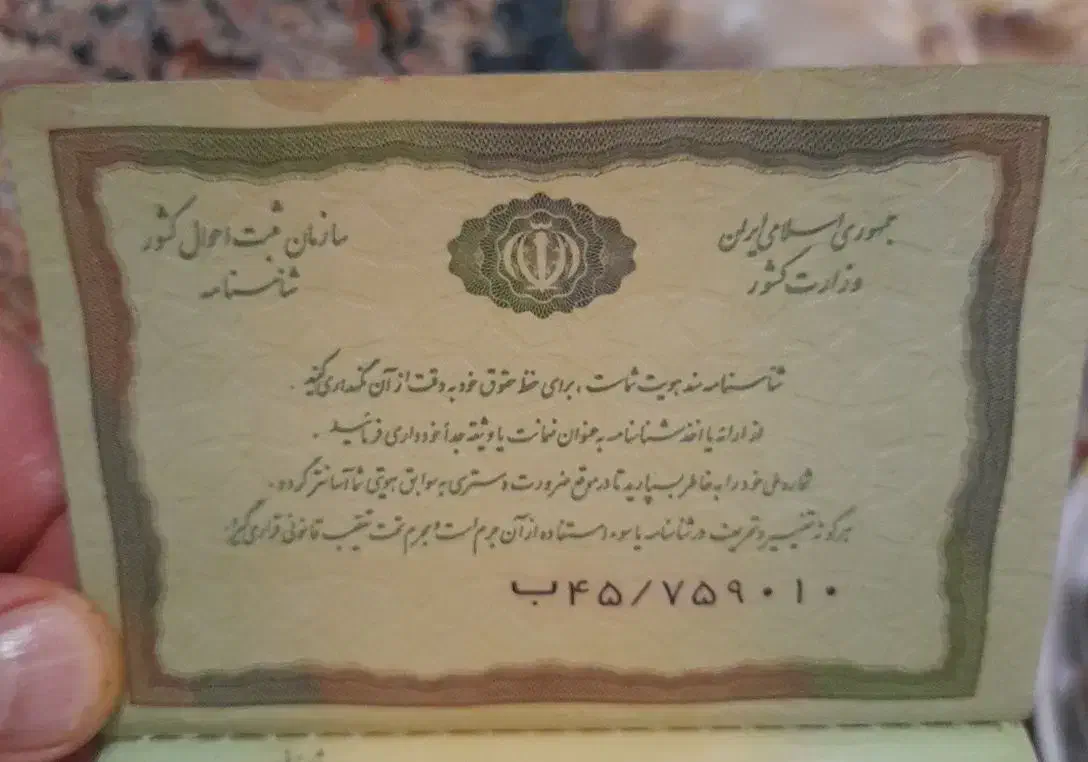 جمهوری اسلامی ایران
وزارت کشور
سازمان ثبت احوال کشور
شناسنامه
شناسنامه سند هویت شماست ، برای حفظ حقوق خود به دقت از آن نگهداری کنید .
از ارائه یا اخذ شناسنامه به عنوان ضمانت یا وثیقه جداً خودداری فرمائید .
شماره ملی خود را به خاطر بسپارید تا در موقع ضرورت دسترسی به سوابق هویتی شما آسانتر گردد .
هر گونه تغییر و تحریف در شناسنامه یا سوء استفاده از آن جرم است و مجرم تحت تعقیب قانونی قرار می گیرد .
ب۴۵/۷۵۹۰۱۰